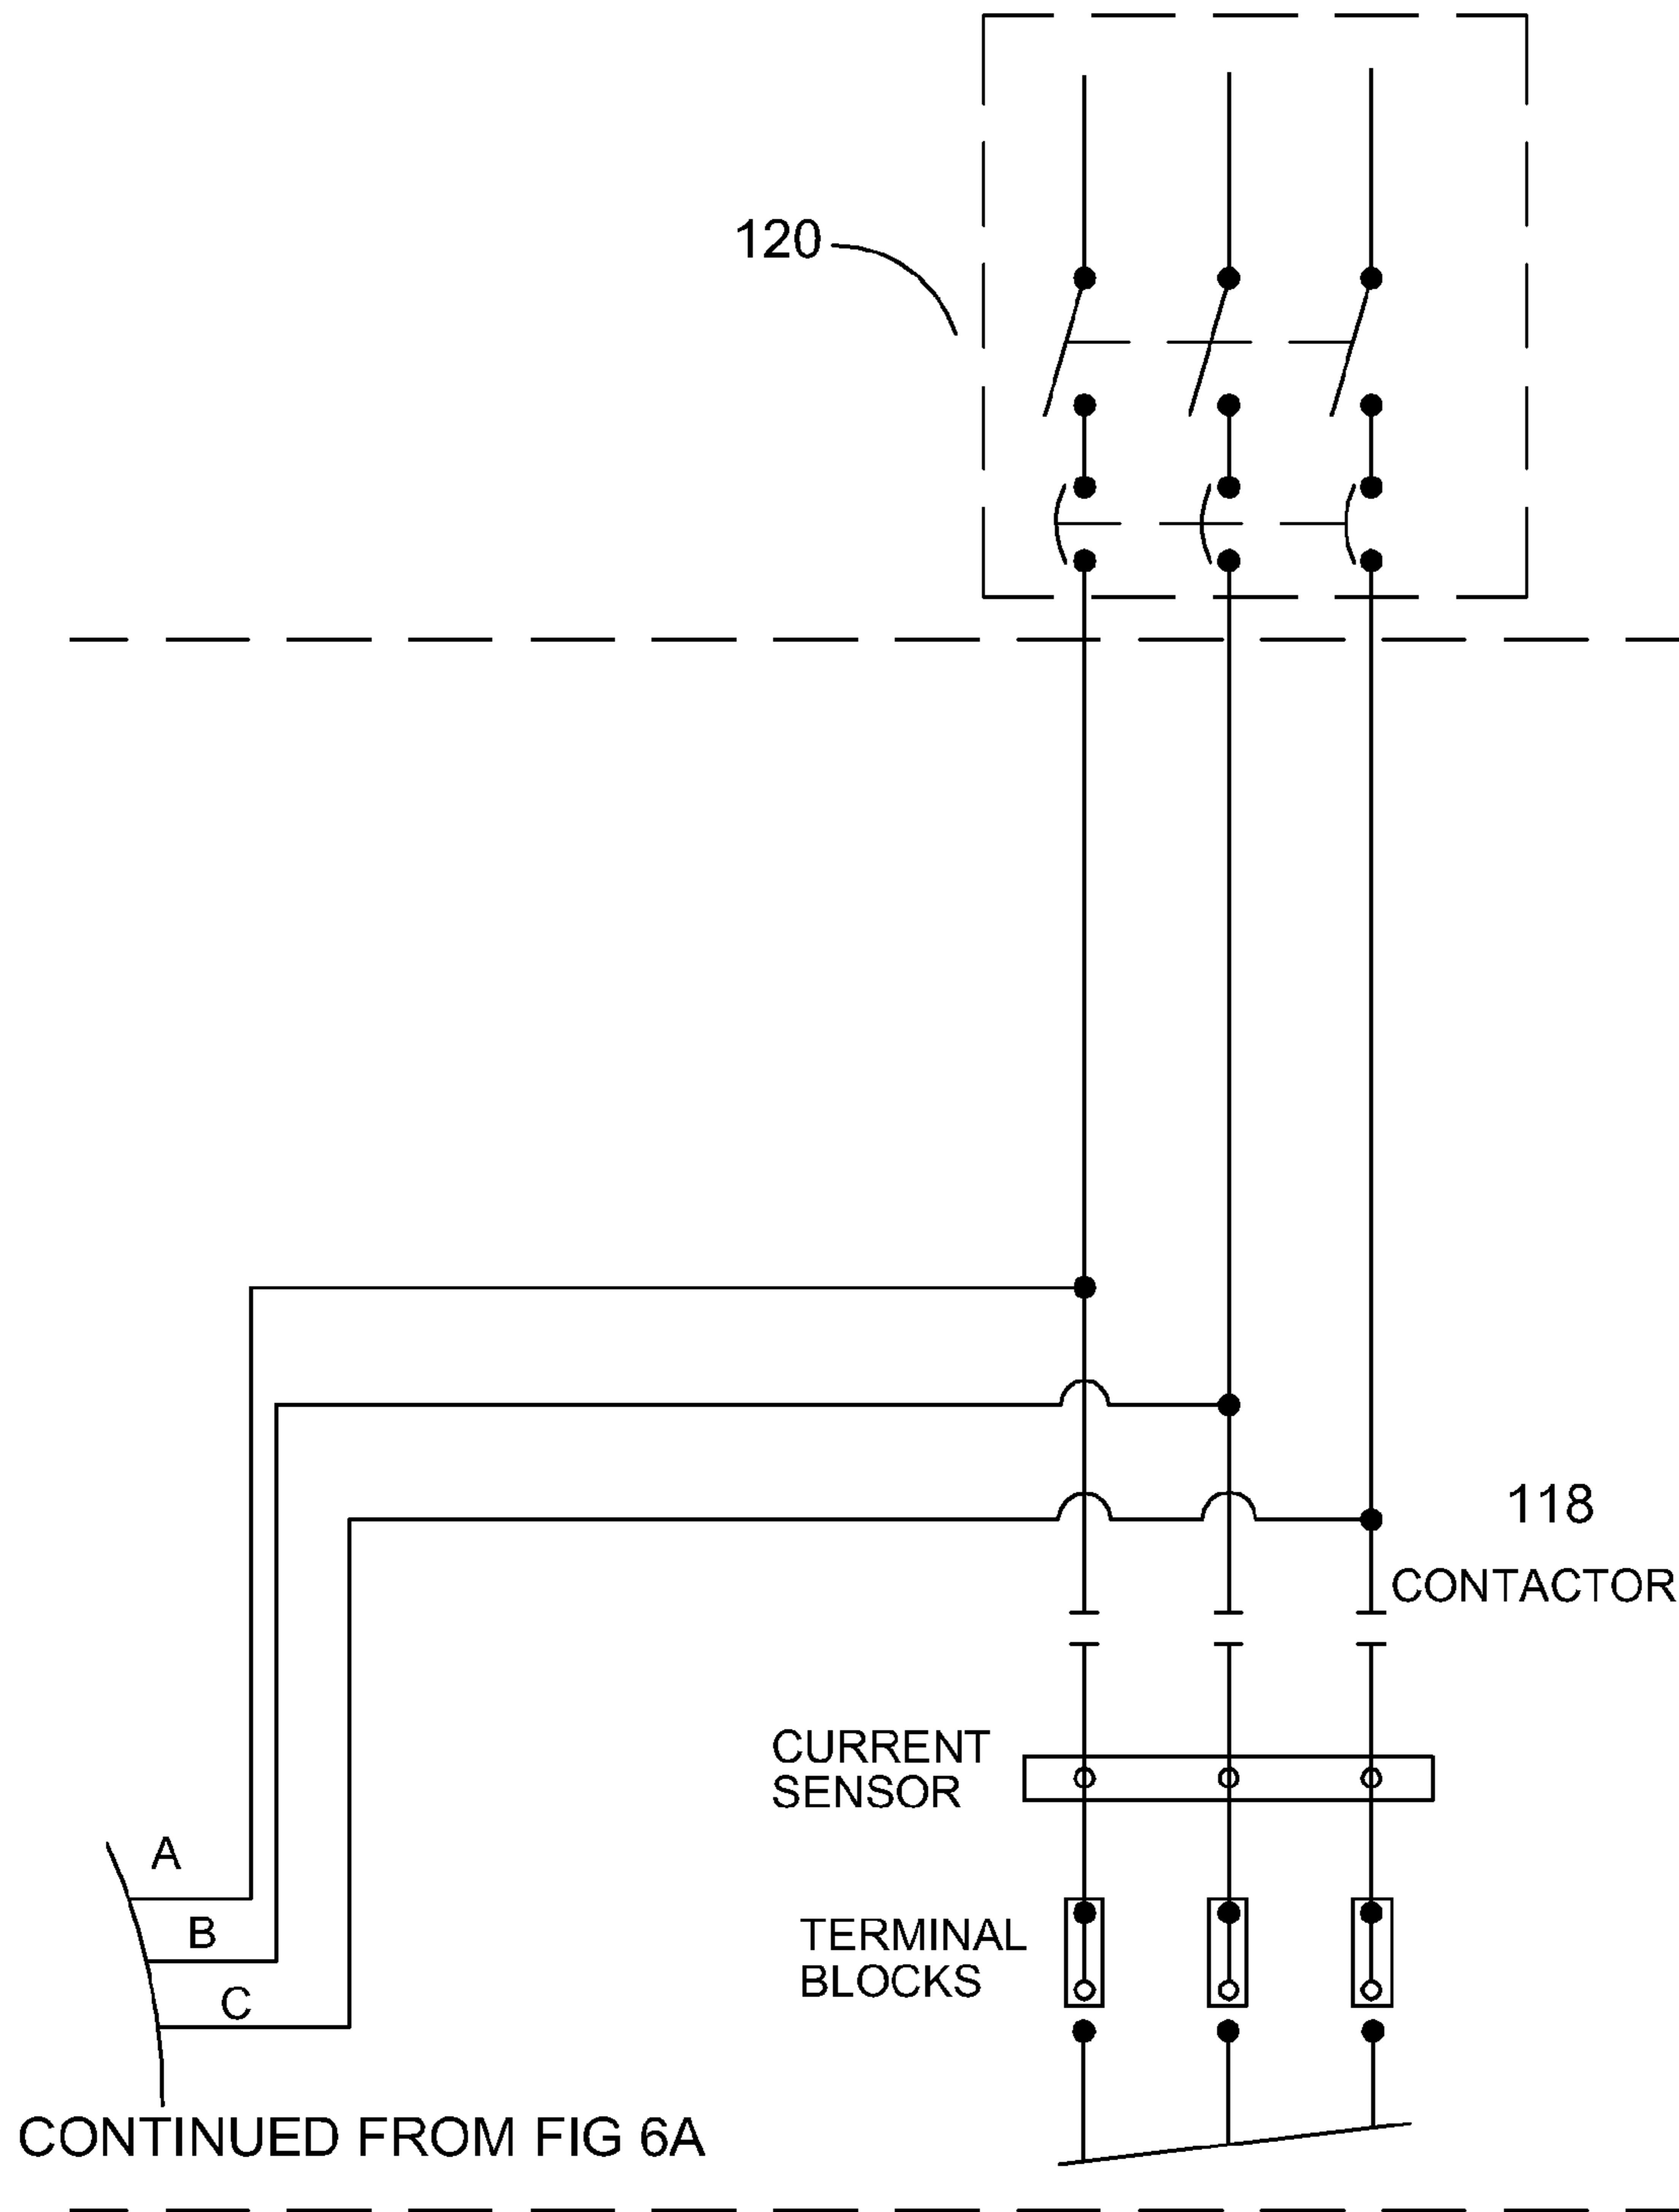 120
118
CONTACTOR
CURRENT
SENSOR
A
B
TERMINAL
BLOCKS
C
CONTINUED FROM FIG 6A